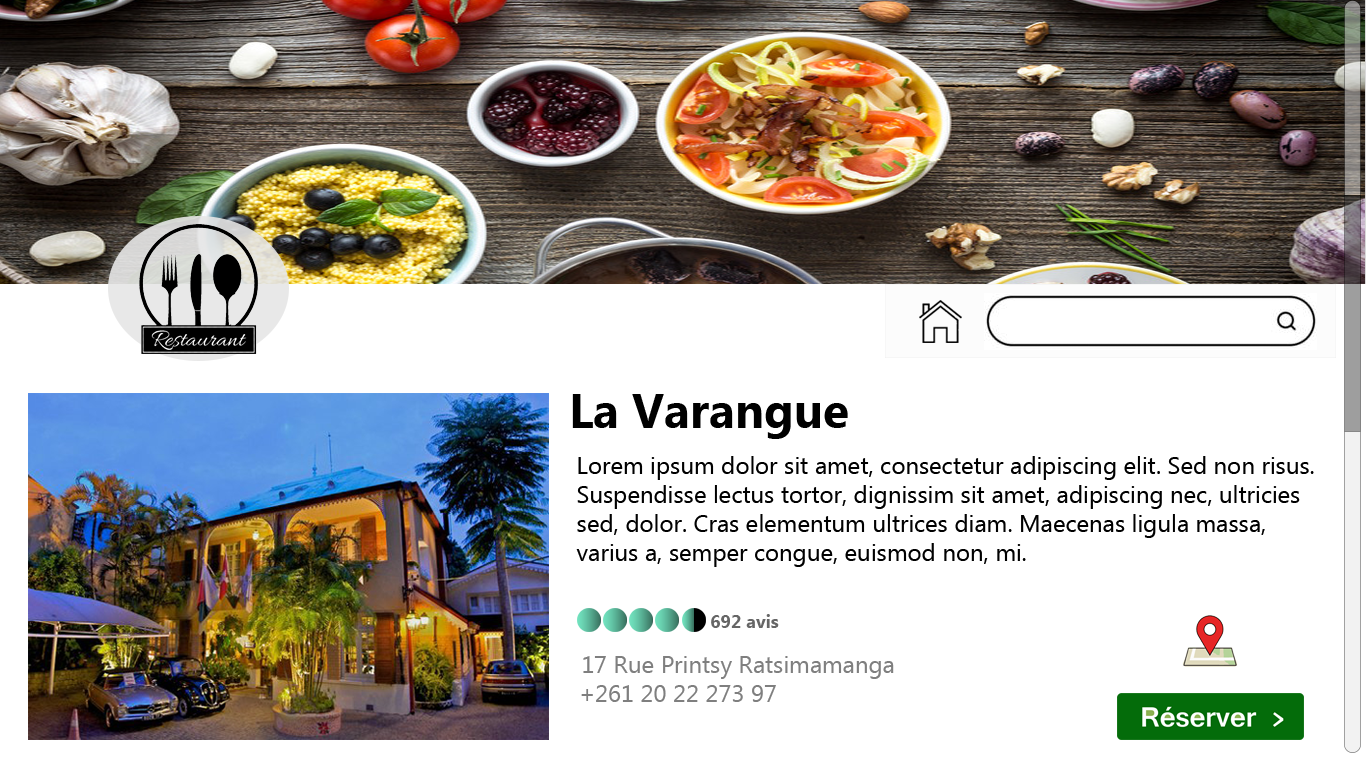 Restaurant
La Varangue
Lorem ipsum dolor sit amet, consectetur adipiscing elit. Sed non risus.
Suspendisse lectus tortor, dignissim sit amet, adipiscing nec, ultricies
sed, dolor. Cras elementum ultrices diam. Maecenas ligula massa,
varius a, semper congue, euismod non, mi.
692 avis
17 Rue Printsy Ratsimamanga
+261 20 22 273 97
Réserver >